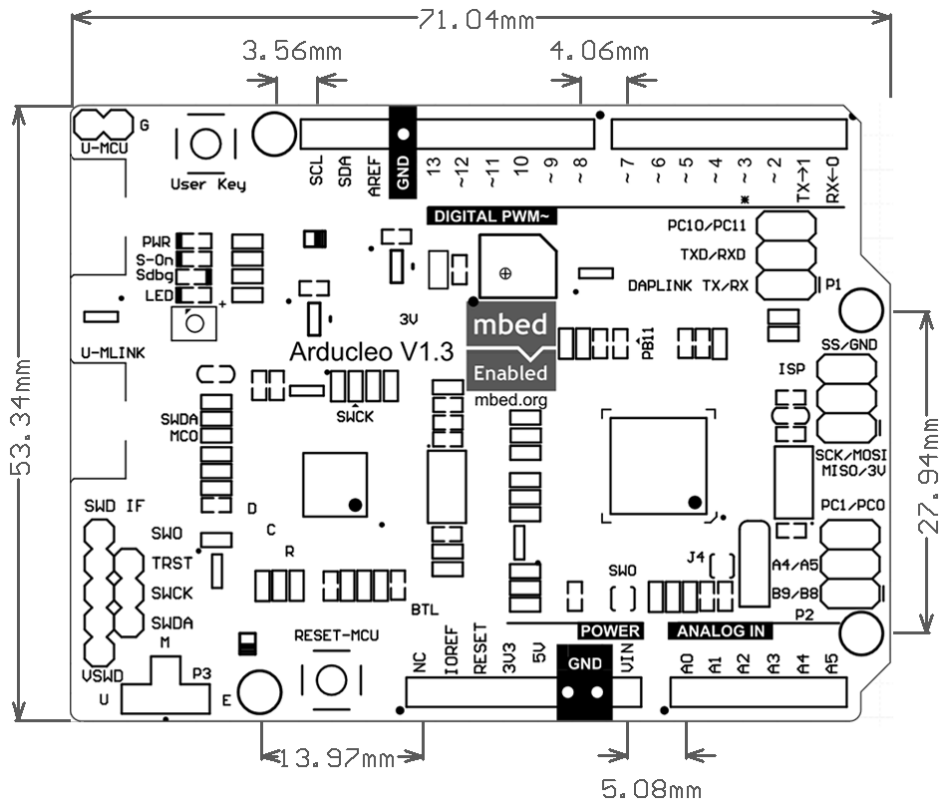 71.04mm
3.56mm
4.06mm
G
U-MCU
User Key
SCL
SDA
AREF
GND
13
~12
~11
10
~9
~8
~7
~6
~5
~4
~3
~2
TX→1
RX←0
*
DIGITAL PWM~
PC10/PC11
TXD/RXD
DAPLINK TX/RX
P1
PWR
S-On
Sdbg
LED
+
3V
U-MLINK
mbed
Enabled
mbed.org
Arducleo V1.3
PB11
SS/GND
ISP
53.34mm
27.94mm
SWCK
SWDA
MCO
SCK/MOSI
MISO/3V
SWD IF
D
C
R
PC1/PC0
SWO
TRST
SWCK
SWDA
J4
A4/A5
SWO
B9/B8
BTL
P2
M
RESET-MCU
POWER
ANALOG IN
VSWD
P3
U
E
NC
IOREF
RESET
3V3
5V
GND
VIN
A0
A1
A2
A3
A4
A5
13.97mm
5.08mm